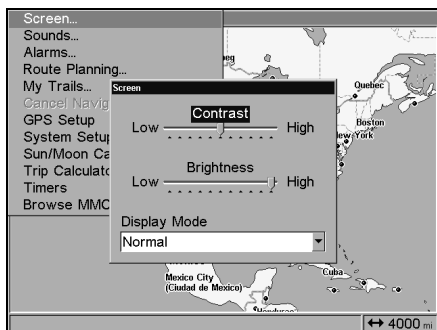 Screen...
Sounds...
Alarms...
Route Planning...
My Trails...
Cancel Navig
GPS Setup
System Setup
Sun/Moon Ca
Trip Calculato
Timers
Browse MMC
Screen
Contrast
Low
High
Brightness
Low
High
Display Mode
Normal
Quebec
Boston
New York
Mexico City
(Ciudad de Mexico)
Cuba
Honduras
4000 mi